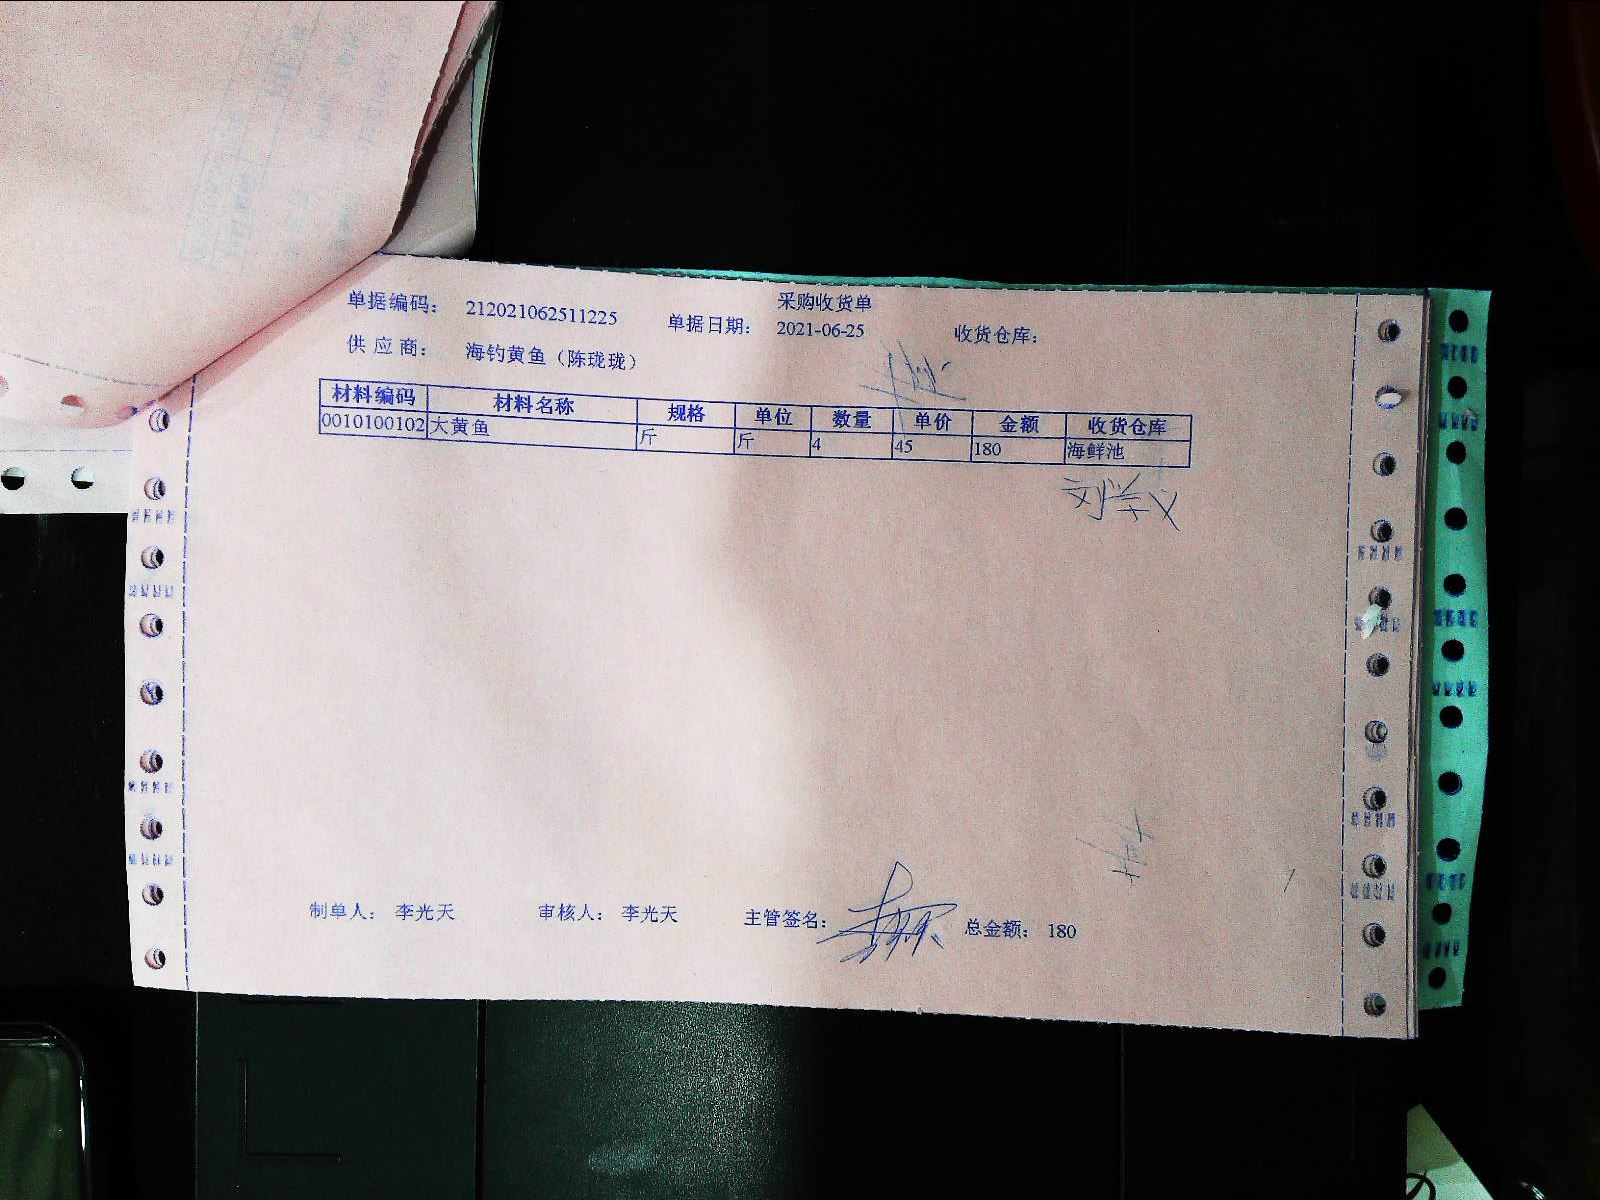 采购收货单
单据编码： 212021062511225 单据日期： 2021-06-25 收货仓库：
供应商： 海钓黄鱼（陈珑珑）
材料编码 材料名称 规格 单位 数量 单价 金额 收货仓库
0010100102 大黄鱼 斤 斤 4 45 180 海鲜池
制单人： 李光天 审核人： 李光天 主管签名： 总金额： 180